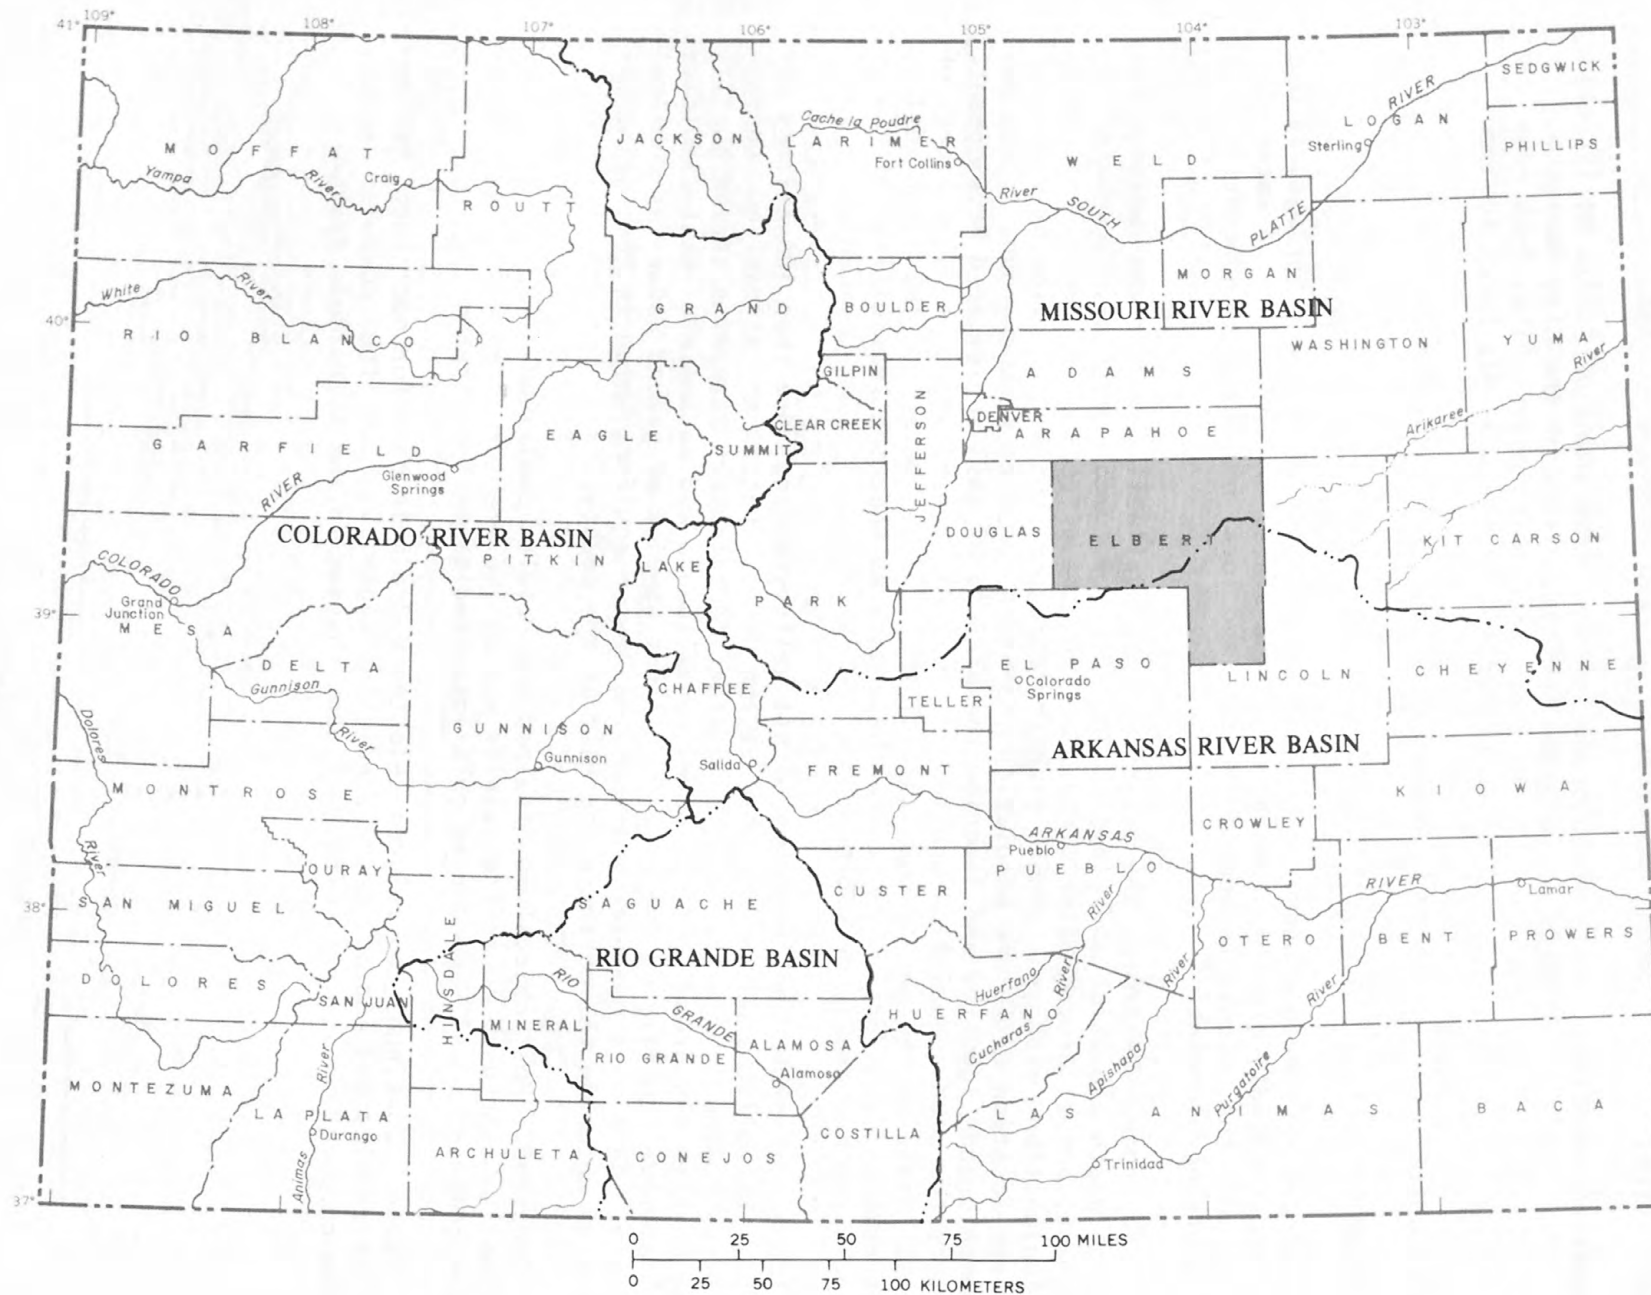 109°
108°
107°
106°
105°
104°
103°
41°
SEDGWICK
RIVER
LOGAN
Cache la Poudre
JACKSON
LARIMER
Sterling
PHILLIPS
MOFFAT
Fort Collins
WELD
Yampa
River
Craig
River
SOUTH
ROUTT
PLATTE
MORGAN
White
River
GRAND
BOULDER
MISSOURI RIVER BASIN
40°
RIO BLANCO
WASHINGTON
YUMA
River
GILPIN
ADAMS
JEFFERSON
DENVER
CLEAR CREEK
Arikaree
GARFIELD
EAGLE
SUMMIT
ARAPAHOE
Glenwood
Springs
RIVER
COLORADO RIVER BASIN
DOUGLAS
ELBERT
KIT CARSON
PITKIN
LAKE
COLORADO
Grand
Junction
PARK
39°
MESA
DELTA
EL PASO
CHEYENNE
Gunnison
CHAFFEE
Colorado
Springs
LINCOLN
TELLER
Dolores
River
GUNNISON
Gunnison
ARKANSAS RIVER BASIN
Salida
FREMONT
MONTROSE
KIOWA
CROWLEY
ARKANSAS
Pueblo
River
OURAY
PUEBLO
RIVER
Lamar
SAN MIGUEL
SAGUACHE
CUSTER
38°
River
HINSDALE
OTERO
BENT
PROWERS
RIO GRANDE BASIN
DOLORES
RIO
Huerfano
River
River
River
SAN JUAN
GRANDE
HUERFANO
MINERAL
ALAMOSA
Cucharas
RIO GRANDE
Apishapa
Purgatoire
MONTEZUMA
River
Alamosa
LAS ANIMAS
BACA
LA PLATA
Durango
COSTILLA
ARCHULETA
CONEJOS
Trinidad
Animas
37°
0 25 50 75 100 MILES
0 25 50 75 100 KILOMETERS